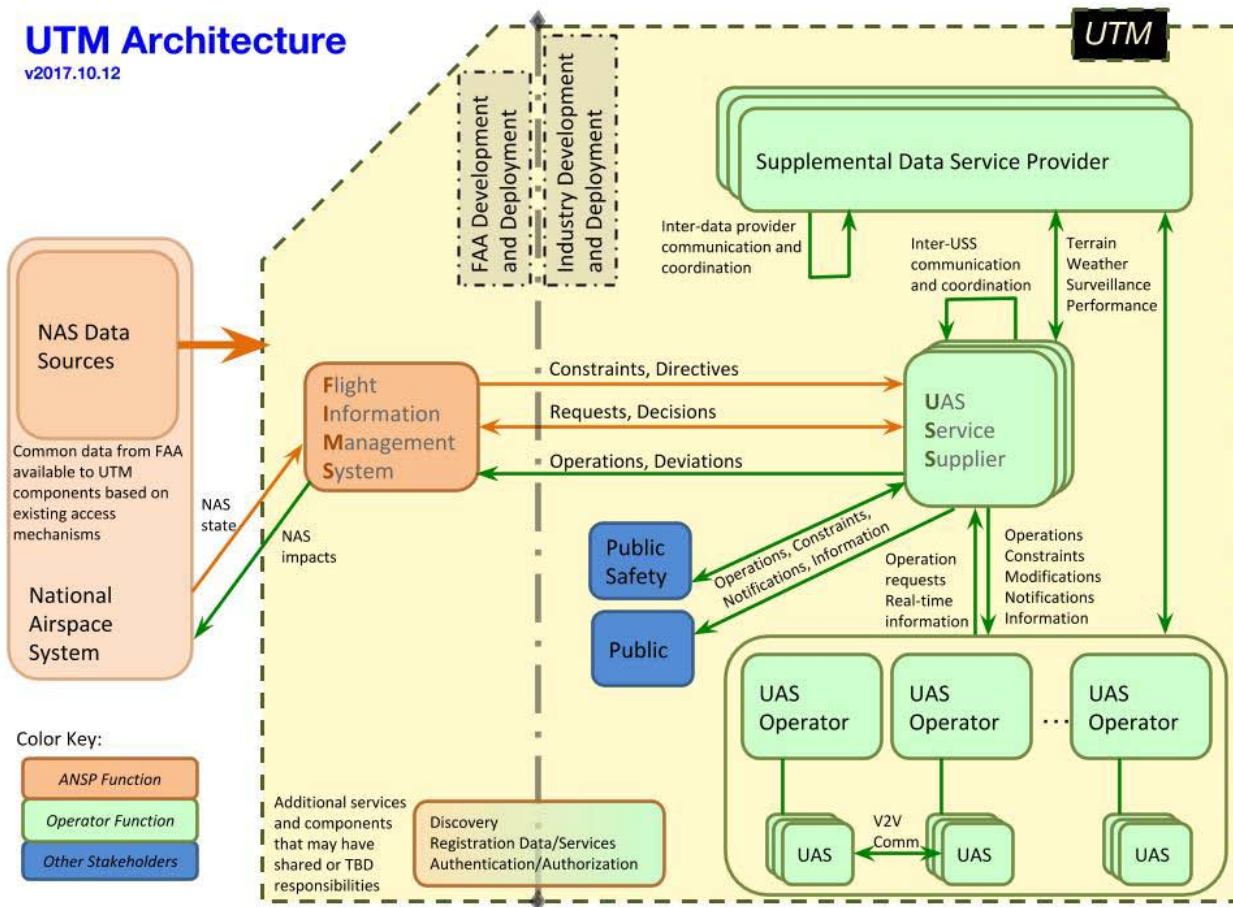 UTM Architecture
v2017.10.12
UTM
FAA Development
and Deployment
Industry Development
and Deployment
Supplemental Data Service Provider
Inter-data provider
communication and
coordination
Inter-USS
communication
and coordination
Terrain
Weather
Surveillance
Performance
NAS Data
Sources
Common data from FAA
available to UTM
components based on
existing access
mechanisms
National
Airspace
System
NAS
state
NAS
impacts
Flight
Information
Management
System
Constraints, Directives
Requests, Decisions
Operations, Deviations
UAS
Service
Supplier
Public
Safety
Public
Operations, Constraints,
Notifications, Information
Operation
requests
Real-time
information
Operations
Constraints
Modifications
Notifications
Information
UAS
Operator
UAS
Operator
...
UAS
Operator
UAS
V2V
Comm.
UAS
UAS
Color Key:
ANSP Function
Operator Function
Other Stakeholders
Additional services
and components
that may have
shared or TBD
responsibilities
Discovery
Registration Data/Services
Authentication/Authorization